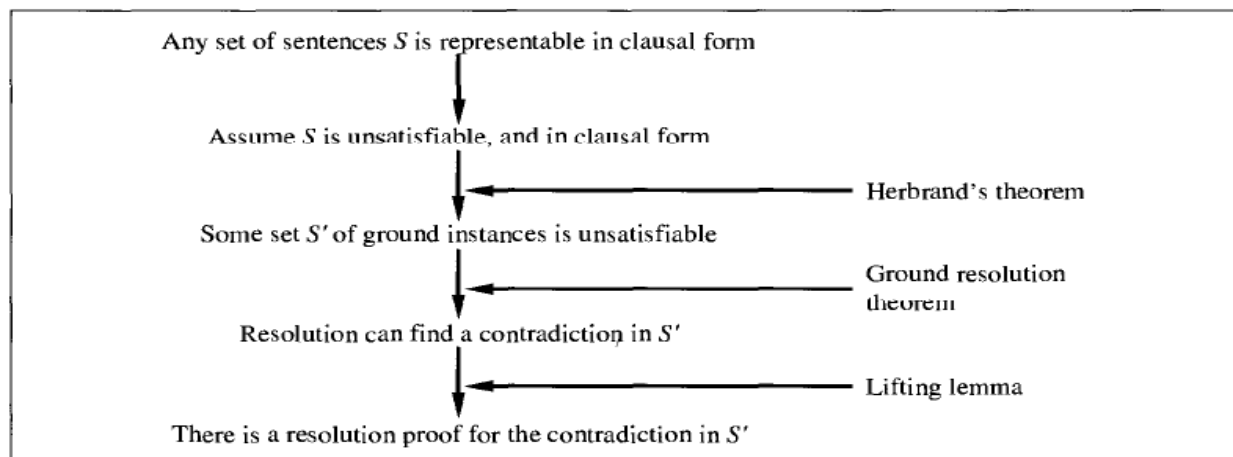 Any set of sentences S is representable in clausal form
Assume S is unsatisfiable, and in clausal form
Herbrand's theorem
Some set S' of ground instances is unsatisfiable
Ground resolution
theorem
Resolution can find a contradiction in S'
Lifting lemma
There is a resolution proof for the contradiction in S'